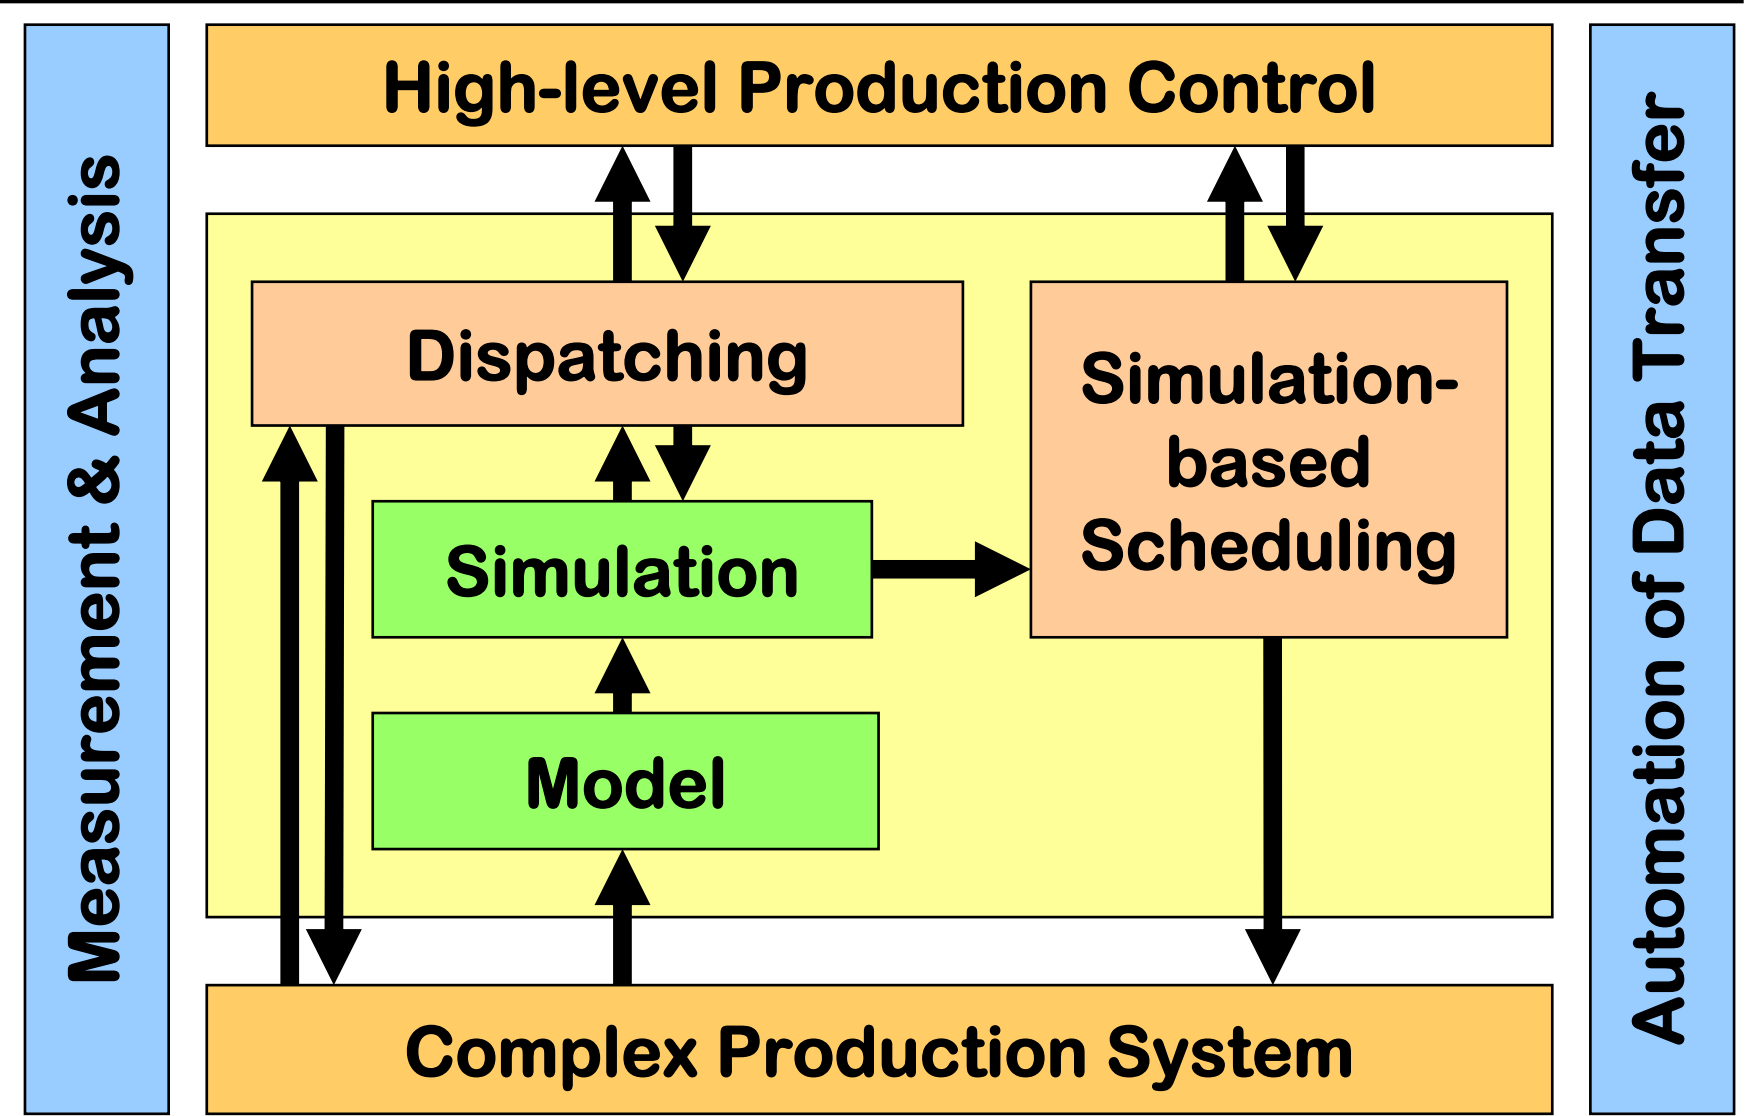 High-level Production Control
Measurement & Analysis
Dispatching
Simulation-
based
Scheduling
Simulation
Model
Complex Production System
Automation of Data Transfer